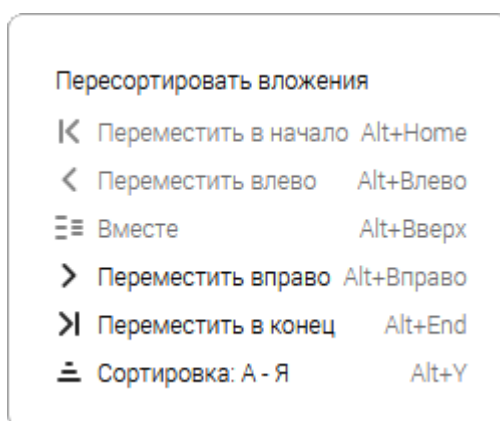 Пересортировать вложения
Переместить в начало Alt+Home
Переместить влево Alt+Влево
Вместе Alt+Вверх
Переместить вправо Alt+Вправо
Переместить в конец Alt+End
Сортировка: А - Я Alt+Y